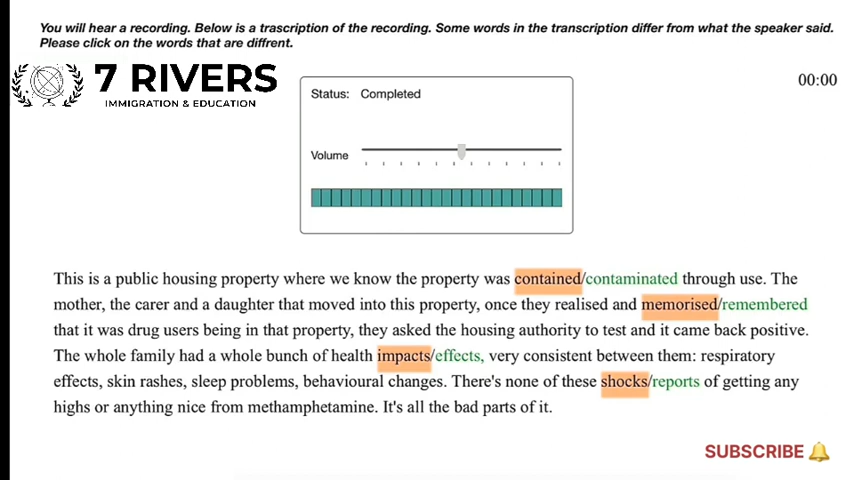 You will hear a recording. Below is a trascription of the recording. Some words in the transcription differ from what the speaker said.
Please click on the words that are diffrent.
7 RIVERS
IMMIGRATION & EDUCATION
00:00
Status: Completed
Volume
This is a public housing property where we know the property was contained/contaminated through use. The
mother, the carer and a daughter that moved into this property, once they realised and memorised/remembered
that it was drug users being in that property, they asked the housing authority to test and it came back positive.
The whole family had a whole bunch of health impacts/effects, very consistent between them: respiratory
effects, skin rashes, sleep problems, behavioural changes. There's none of these shocks/reports of getting any
highs or anything nice from methamphetamine. It's all the bad parts of it.
SUBSCRIBE